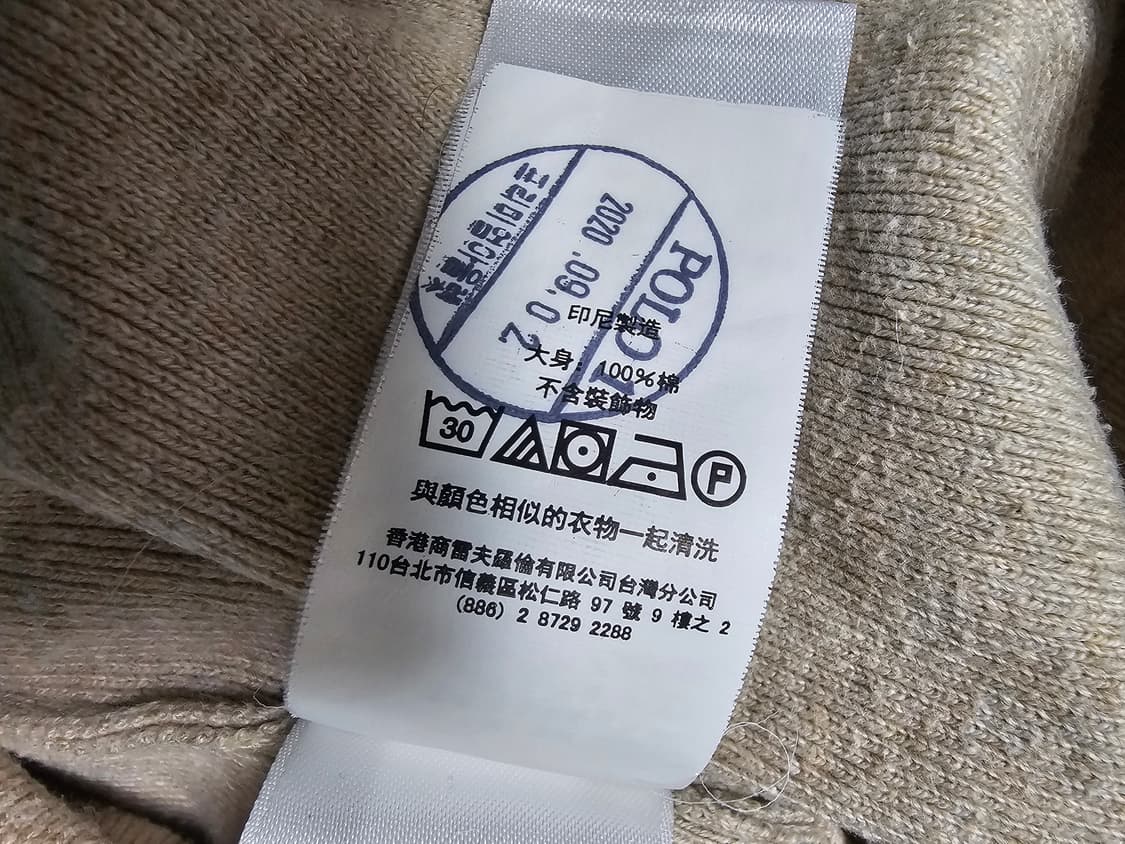 2020.09.02
POLO
印尼製造
大身: 100%棉
不含裝飾物
30
P
與顏色相似的衣物一起清洗
香港商雷夫羅倫有限公司台灣分公司
110台北市信義區松仁路 97 號 9 樓之 2
(886) 2 8729 2288